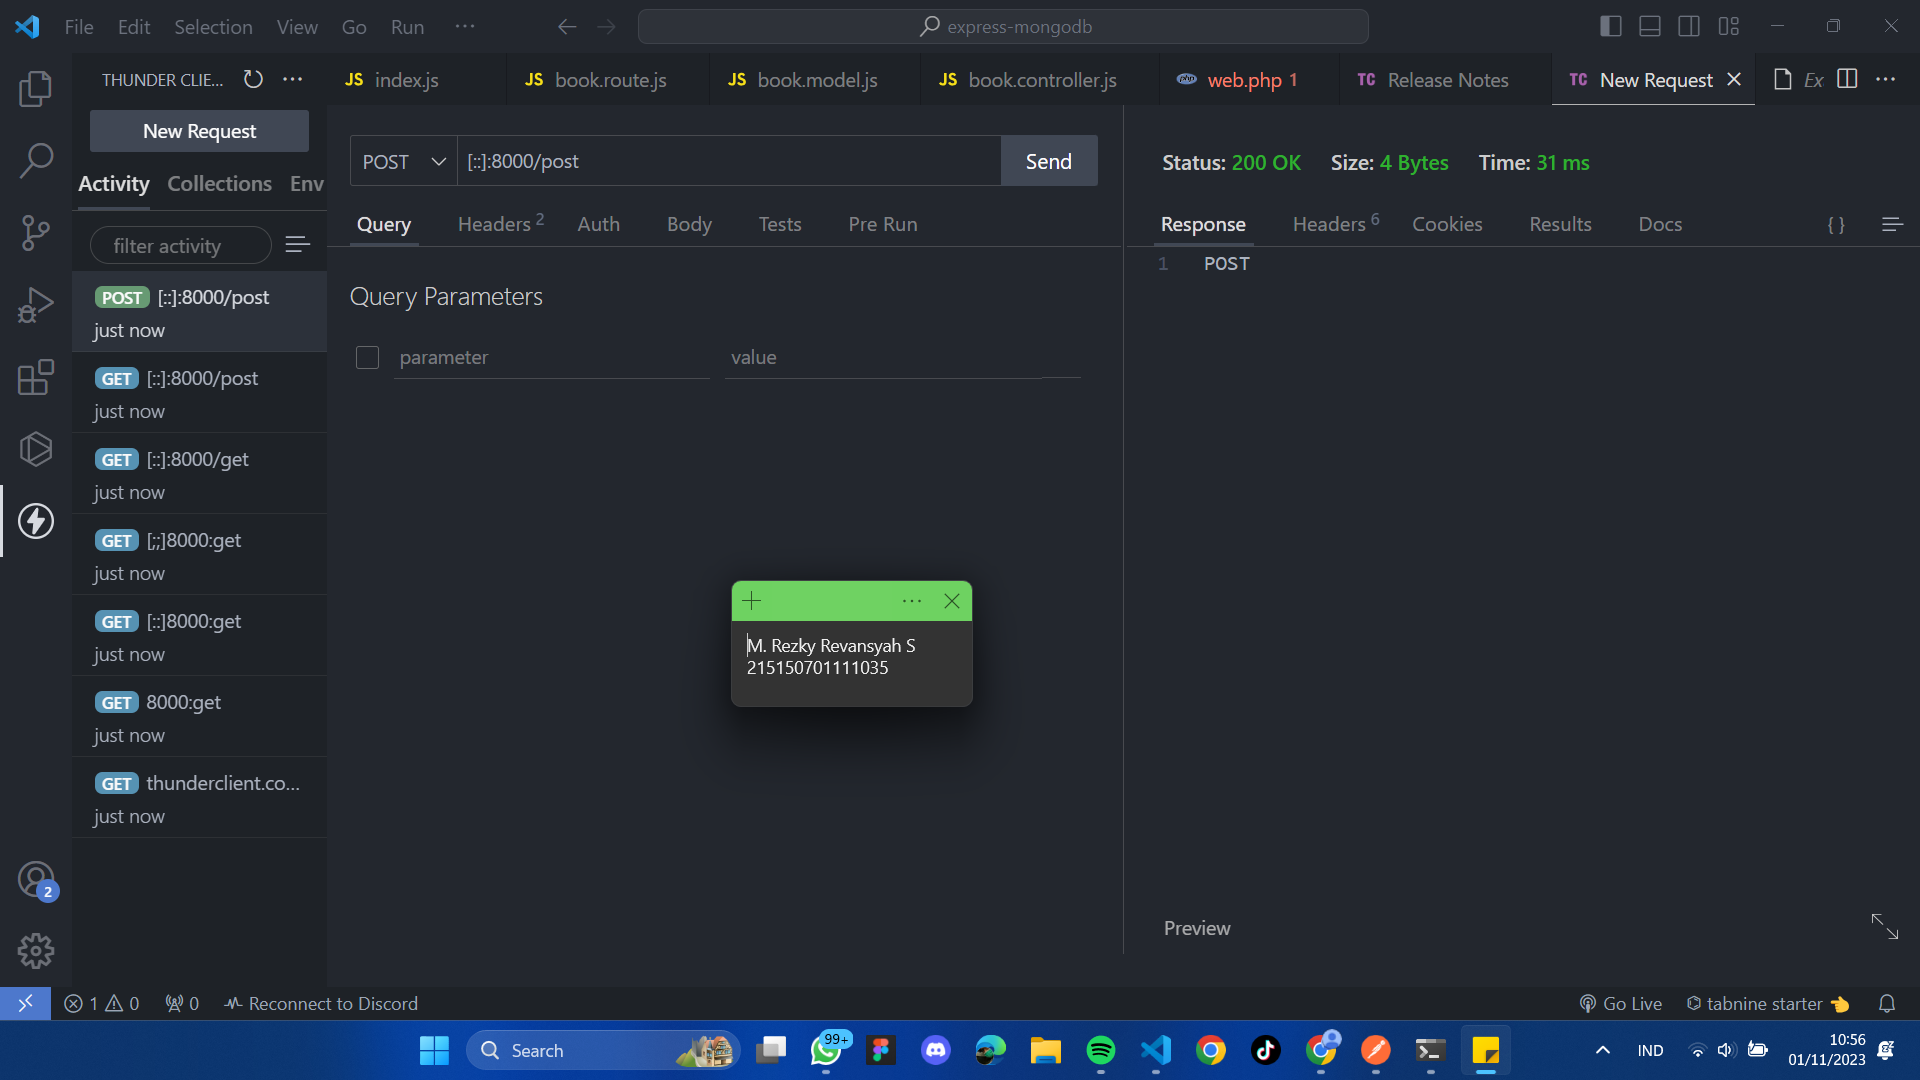 File Edit Selection View Go Run ···
express-mongodb
THUNDER CLIE... ···
New Request
Activity Collections Env
filter activity
POST [::]:8000/post
just now
GET [::]:8000/post
just now
GET [::]:8000/get
just now
GET [;;]8000:get
just now
GET [::]8000:get
just now
GET 8000:get
just now
GET thunderclient.co...
just now
2
JS index.js JS book.route.js JS book.model.js JS book.controller.js php web.php 1 TC Release Notes TC New Request Ex ···
POST [::]:8000/post Send
Query Headers 2 Auth Body Tests Pre Run
Query Parameters
parameter value
Status: 200 OK Size: 4 Bytes Time: 31 ms
Response Headers 6 Cookies Results Docs { }
1 POST
Preview
M. Rezky Revansyah S
215150701111035
1 0 0 Reconnect to Discord Go Live tabnine starter
Search 99+ IND 10:56
01/11/2023